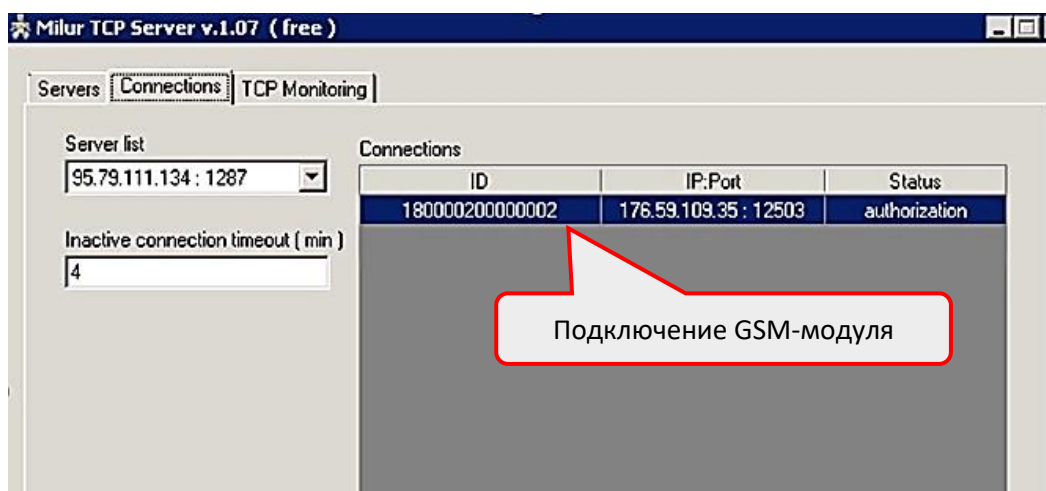 Milur TCP Server v.1.07 ( free )
Servers Connections TCP Monitoring
Server list
95.79.111.134 : 1287
Inactive connection timeout ( min )
4
Connections
ID IP:Port Status
180000200000002 176.59.109.35 : 12503 authorization
Подключение GSM-модуля